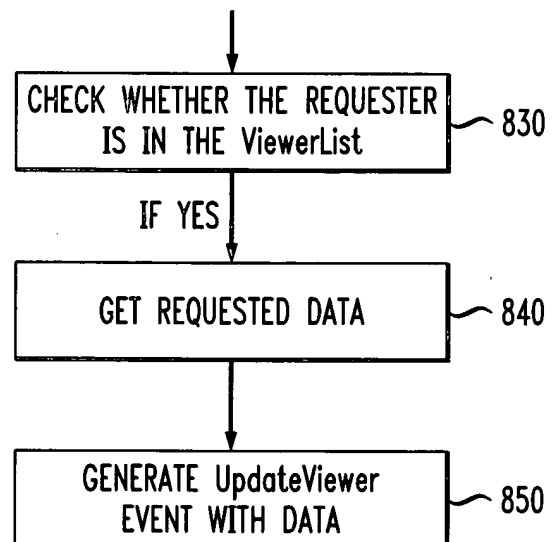 CHECK WHETHER THE REQUESTER
IS IN THE ViewerList
830
IF YES
GET REQUESTED DATA
840
GENERATE UpdateViewer
EVENT WITH DATA
850